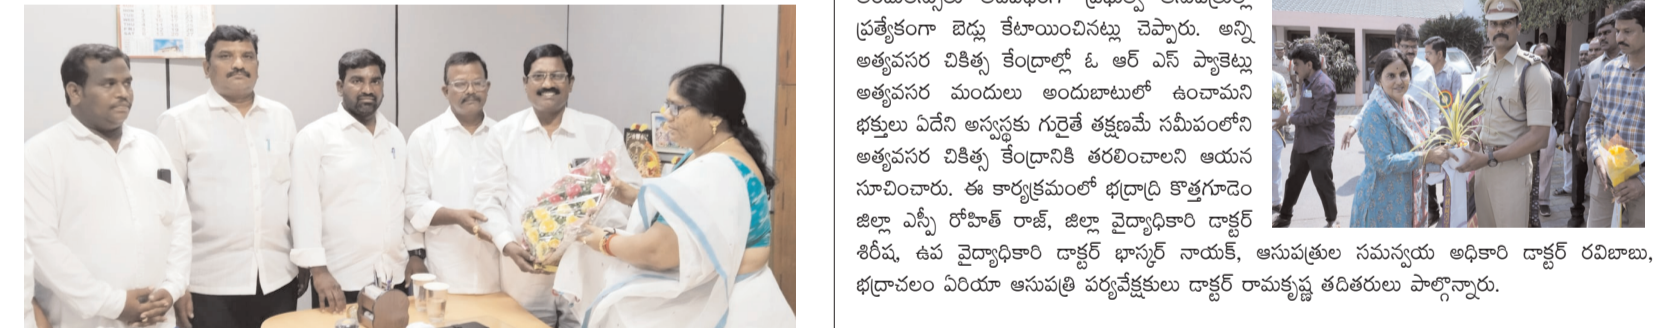 ప్రత్యేకంగా బెడ్లు కేటాయించినట్లు చెప్పారు. అన్ని
అత్యవసర చికిత్స కేంద్రాల్లో ఓ ఆర్ ఎస్ ప్యాకెట్లు
అత్యవసర మందులు అందుబాటులో ఉంచామని
భక్తులు ఏదేని అస్వస్థకు గురైతే తక్షణమే సమీపంలోని
అత్యవసర చికిత్స కేంద్రానికి తరలించాలని ఆయన
సూచించారు. ఈ కార్యక్రమంలో భద్రాద్రి కొత్తగూడెం
జిల్లా ఎస్పీ రోహిత్ రాజ్, జిల్లా వైద్యాధికారి డాక్టర్
శిరీష, ఉప వైద్యాధికారి డాక్టర్ భాస్కర్ నాయక్, ఆసుపత్రుల సమన్వయ అధికారి డాక్టర్ రవిబాబు,
భద్రాచలం ఏరియా ఆసుపత్రి పర్యవేక్షకులు డాక్టర్ రామకృష్ణ తదితరులు పాల్గొన్నారు.